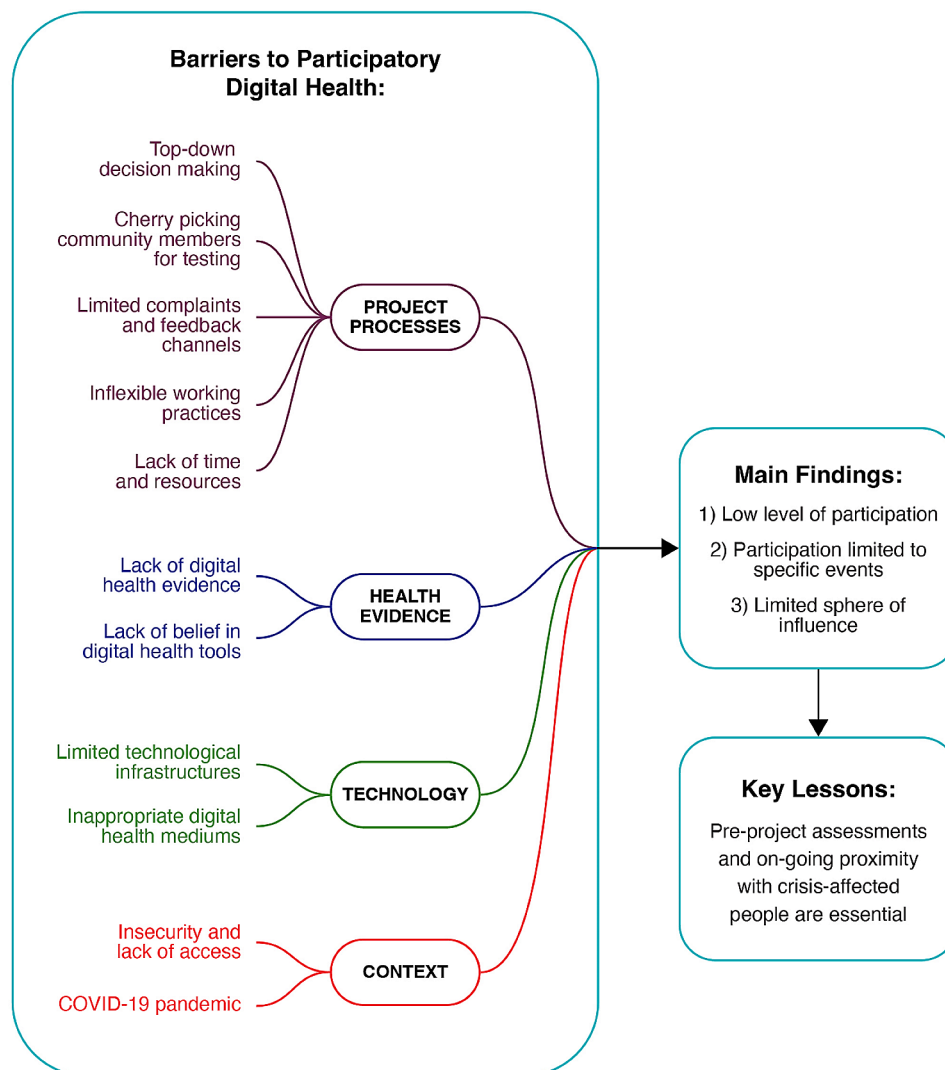 Barriers to Participatory
Digital Health:
Top-down
decision making
Cherry picking
community members
for testing
Limited complaints
and feedback
channels
Inflexible working
practices
Lack of time
and resources
PROJECT
PROCESSES
Lack of digital
health evidence
Lack of belief in
digital health tools
HEALTH
EVIDENCE
Limited technological
infrastructures
Inappropriate digital
health mediums
TECHNOLOGY
Insecurity and
lack of access
COVID-19 pandemic
CONTEXT
Main Findings:
1) Low level of participation
2) Participation limited to
specific events
3) Limited sphere of
influence
Key Lessons:
Pre-project assessments
and on-going proximity
with crisis-affected
people are essential